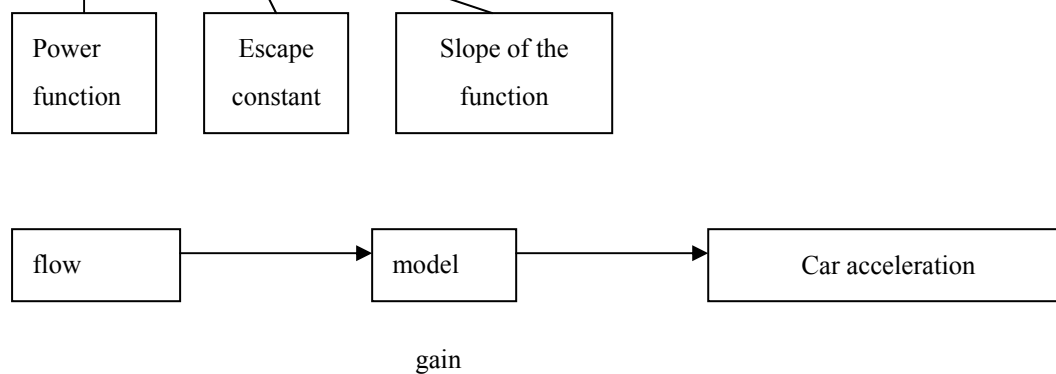 Power
function
Escape
constant
Slope of the
function
flow
model
Car acceleration
gain